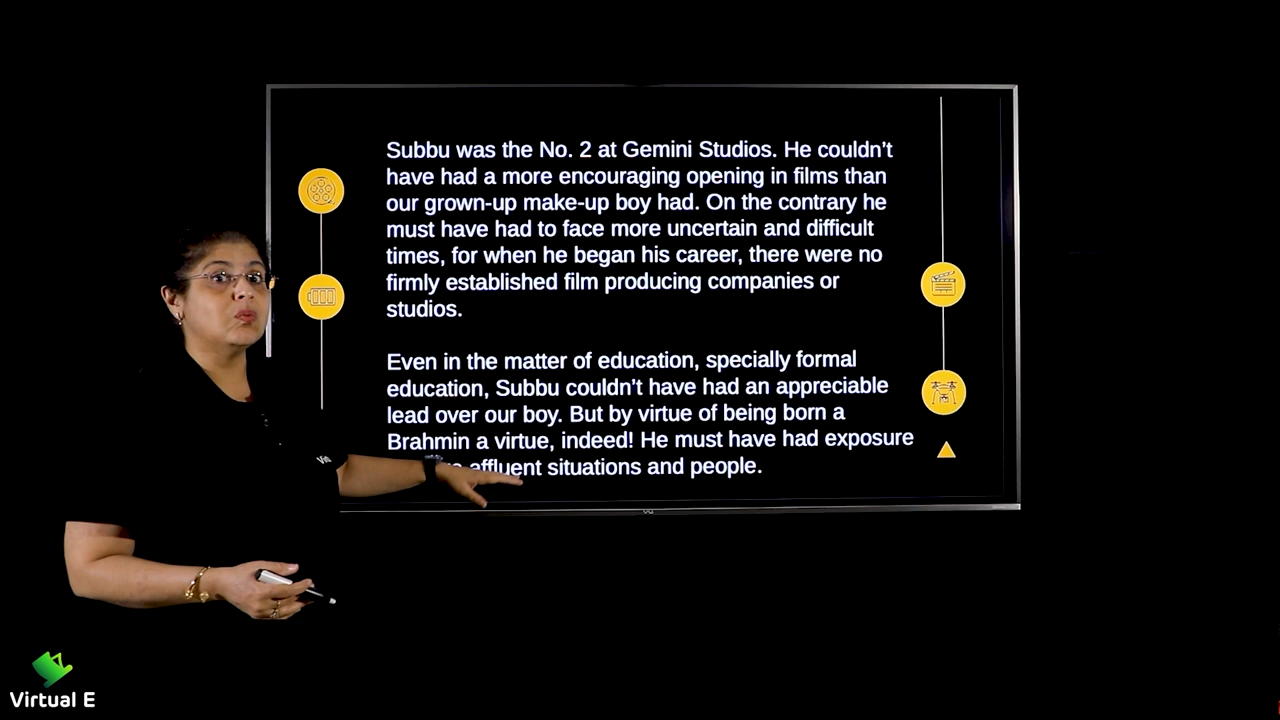 Subbu was the No. 2 at Gemini Studios. He couldn’t
have had a more encouraging opening in films than
our grown-up make-up boy had. On the contrary he
must have had to face more uncertain and difficult
times, for when he began his career, there were no
firmly established film producing companies or
studios.
Even in the matter of education, specially formal
education, Subbu couldn’t have had an appreciable
lead over our boy. But by virtue of being born a
Brahmin a virtue, indeed! He must have had exposure
affluent situations and people.
Virtual E